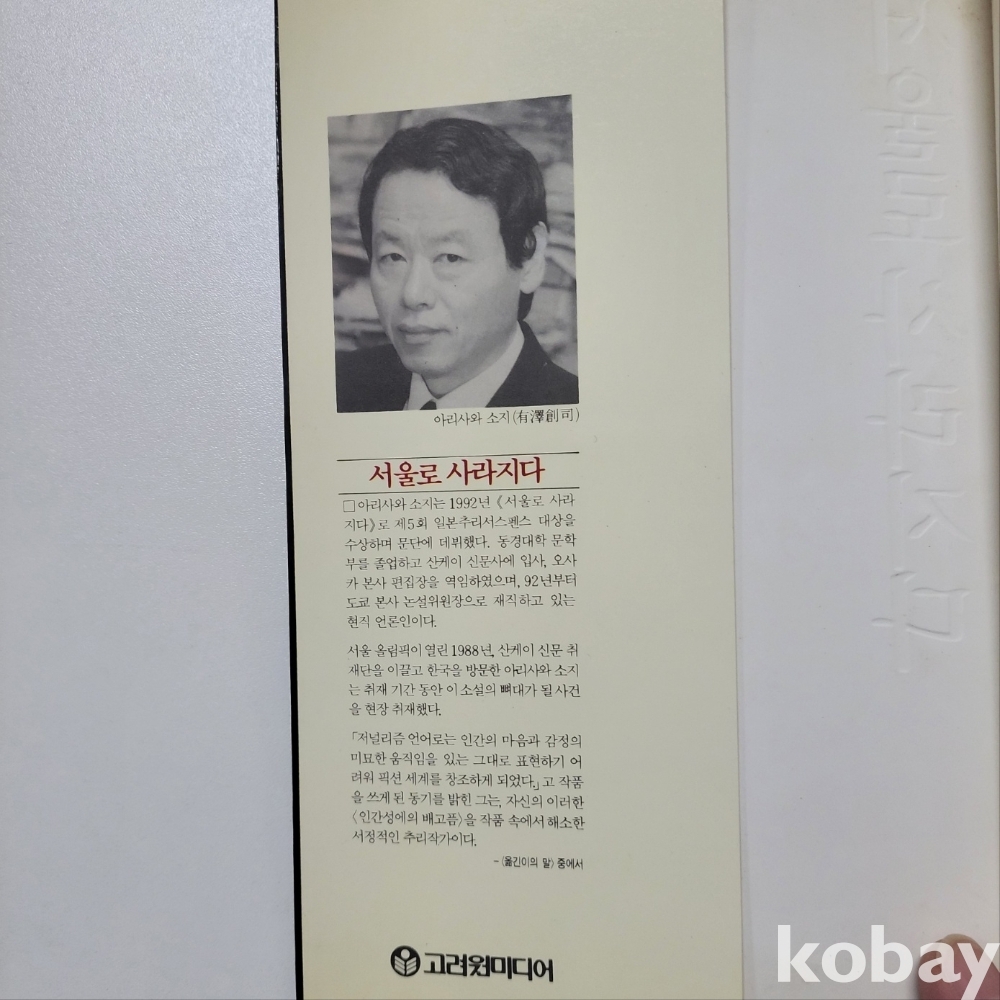 아리사와 소지(有澤創司)
서울로 사라지다
□아리사와 소지는 1992년 《서울로 사라
지다》로 제5회 일본추리서스펜스 대상을
수상하며 문단에 데뷔했다. 동경대학 문학
부를 졸업하고 산케이 신문사에 입사, 오사
카 본사 편집장을 역임하였으며, 92년부터
도쿄 본사 논설위원장으로 재직하고 있는
현직 언론인이다.
서울 올림픽이 열린 1988년, 산케이 신문 취
재단을 이끌고 한국을 방문한 아리사와 소지
는 취재 기간 동안 이 소설의 뼈대가 될 사건
을 현장 취재했다.
「저널리즘 언어로는 인간의 마음과 감정의
미묘한 움직임을 있는 그대로 표현하기 어
려워 픽션 세계를 창조하게 되었다.」고 작품
을 쓰게 된 동기를 밝힌 그는, 자신의 이러한
〈인간성에의 배고픔〉을 작품 속에서 해소한
서정적인 추리작가이다.
-〈옮긴이의 말〉 중에서
고려원미디어
kobay